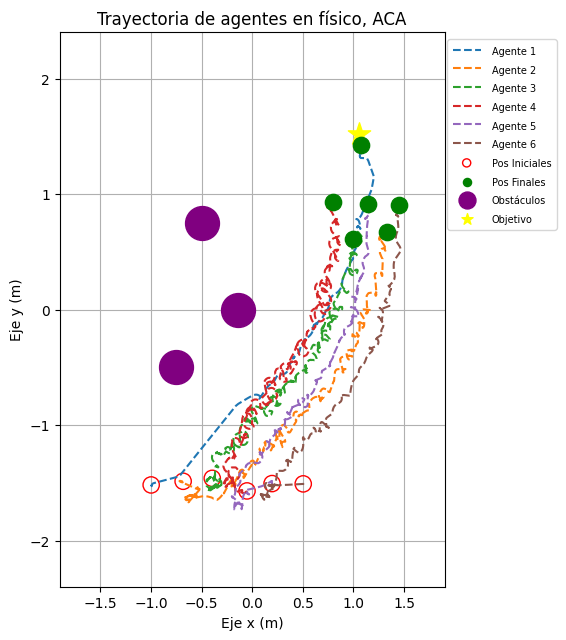 Trayectoria de agentes en físico, ACA
Eje y (m)
2
1
0
−1
−2
−1.5
−1.0
−0.5
0.0
0.5
1.0
1.5
Eje x (m)
Agente 1
Agente 2
Agente 3
Agente 4
Agente 5
Agente 6
Pos Iniciales
Pos Finales
Obstáculos
Objetivo